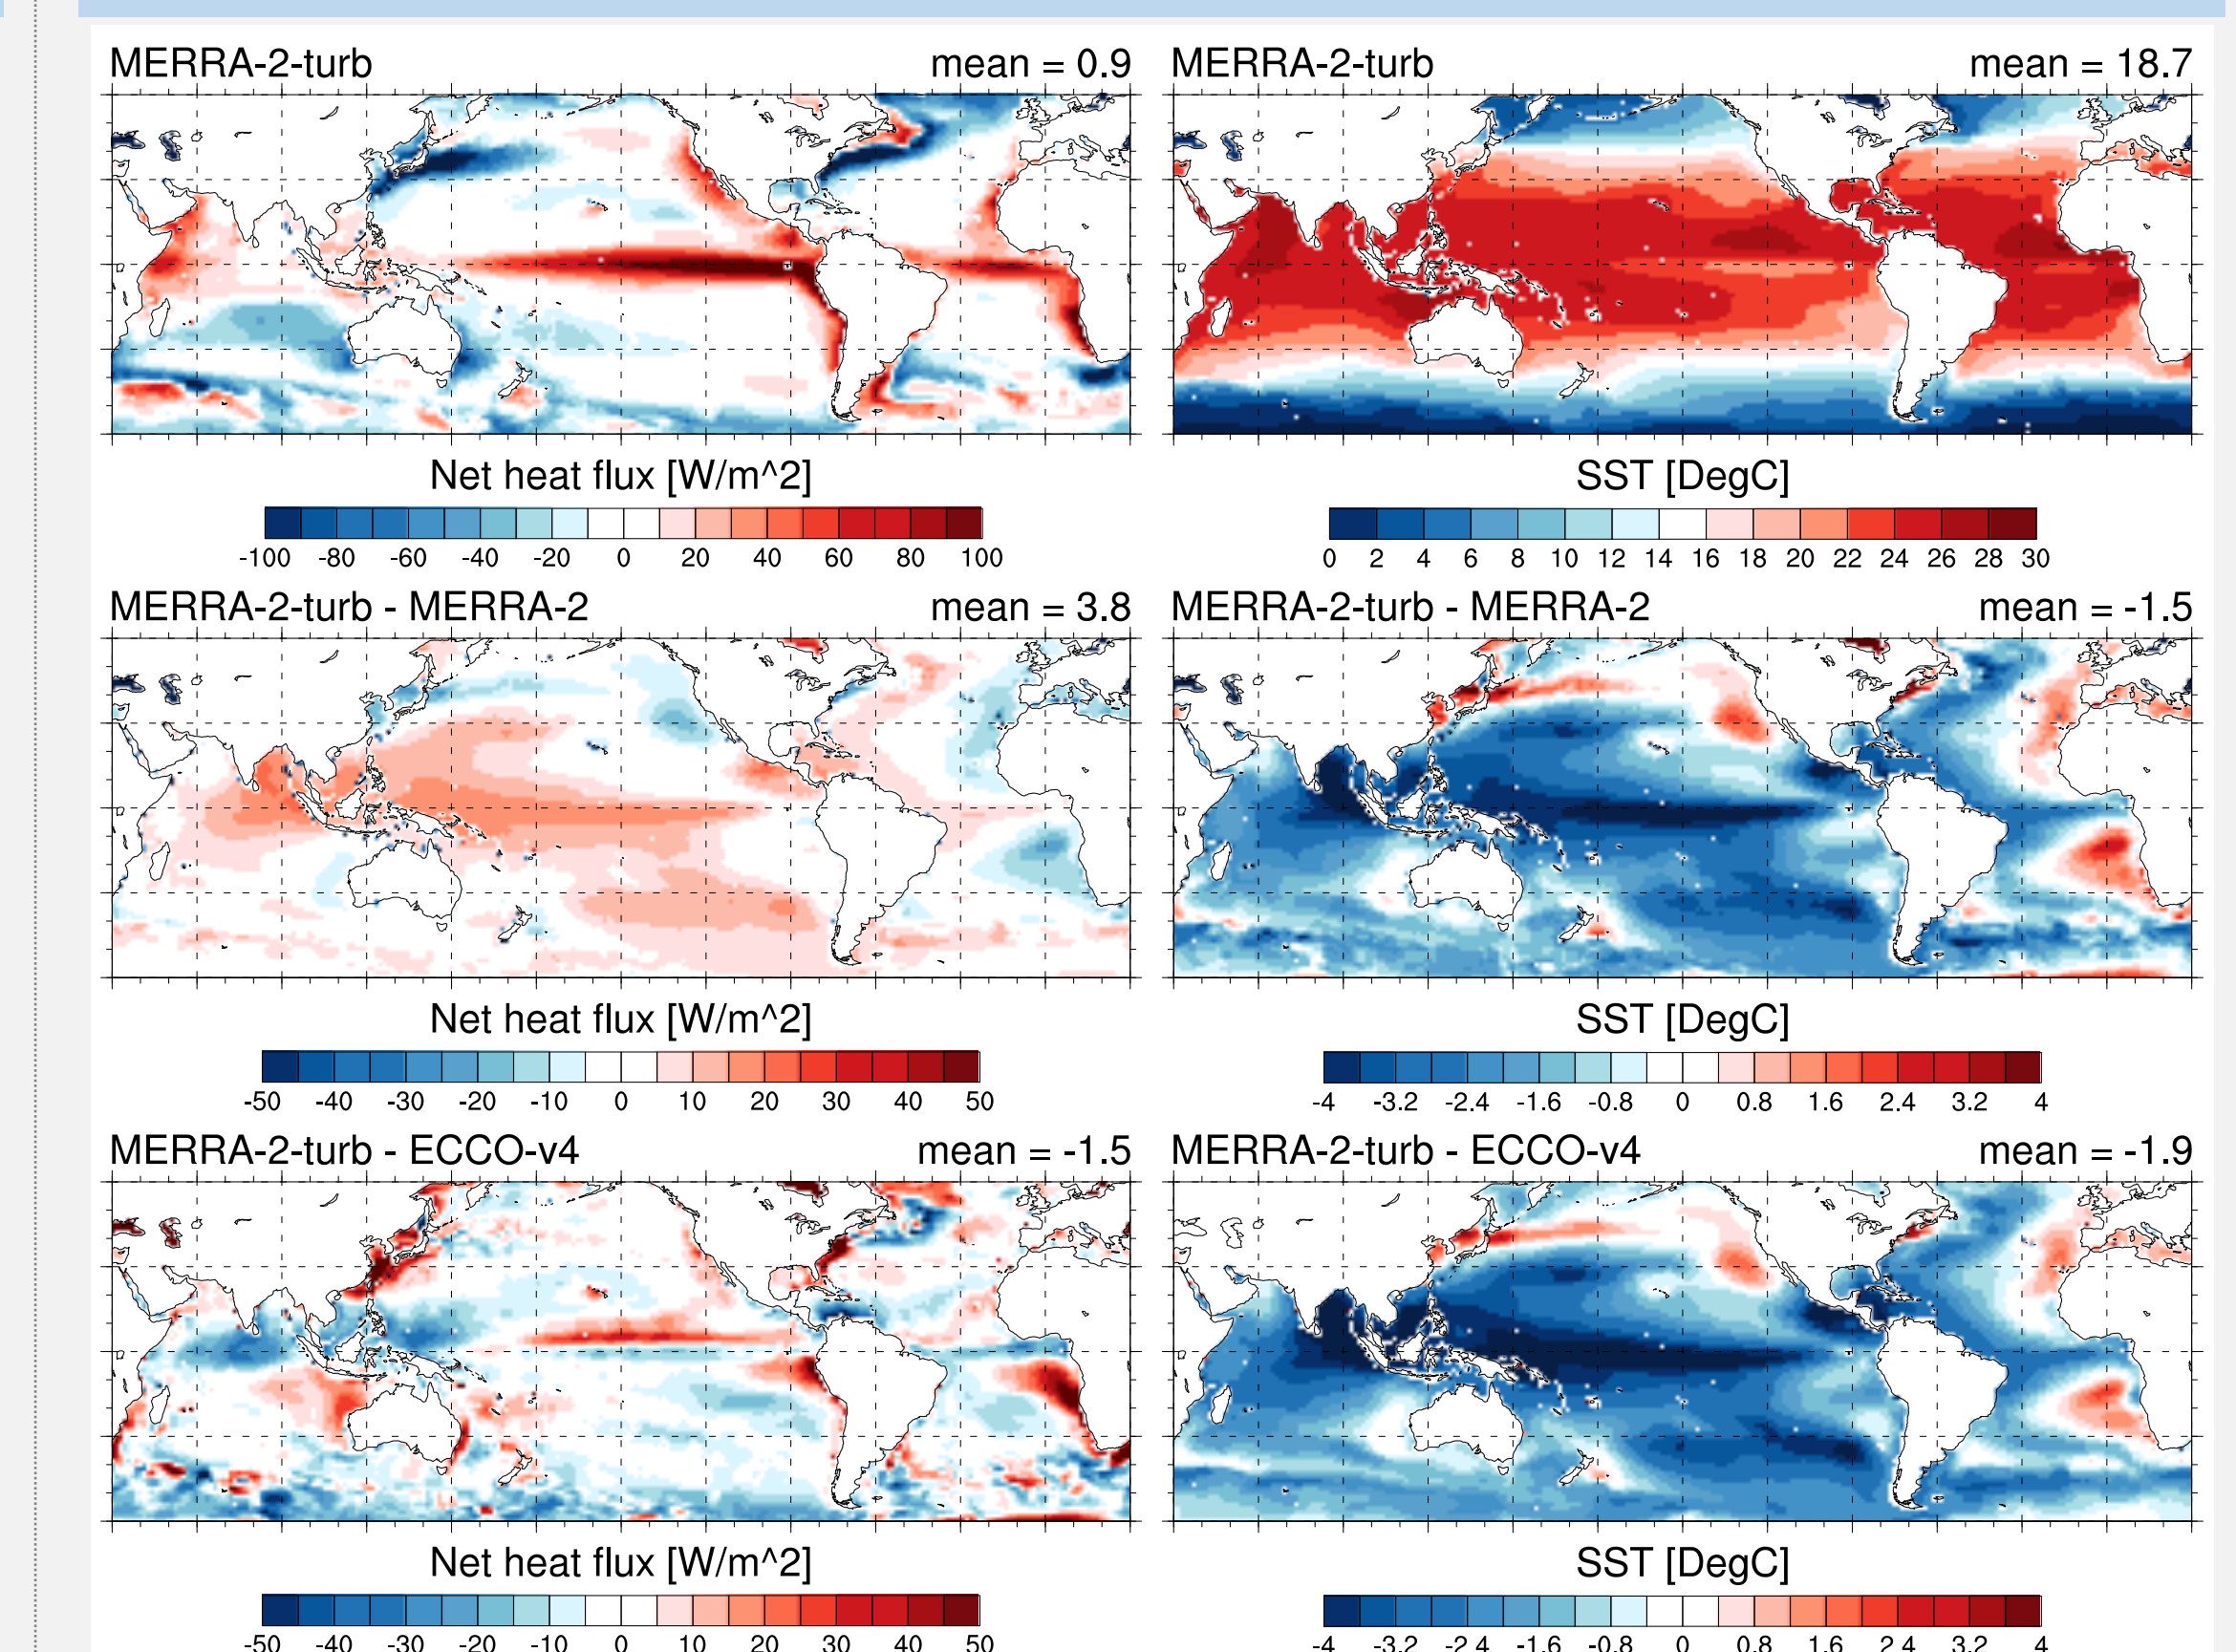 MERRA-2-turb mean = 0.9
Net heat flux [W/m^2]
-100 -80 -60 -40 -20 0 20 40 60 80 100
MERRA-2-turb mean = 18.7
SST [DegC]
0 2 4 6 8 10 12 14 16 18 20 22 24 26 28 30
MERRA-2-turb - MERRA-2 mean = 3.8
Net heat flux [W/m^2]
-50 -40 -30 -20 -10 0 10 20 30 40 50
MERRA-2-turb - MERRA-2 mean = -1.5
SST [DegC]
-4 -3.2 -2.4 -1.6 -0.8 0 0.8 1.6 2.4 3.2 4
MERRA-2-turb - ECCO-v4 mean = -1.5
Net heat flux [W/m^2]
-50 -40 -30 -20 -10 0 10 20 30 40 50
MERRA-2-turb - ECCO-v4 mean = -1.9
SST [DegC]
-4 -3.2 -2.4 -1.6 -0.8 0 0.8 1.6 2.4 3.2 4